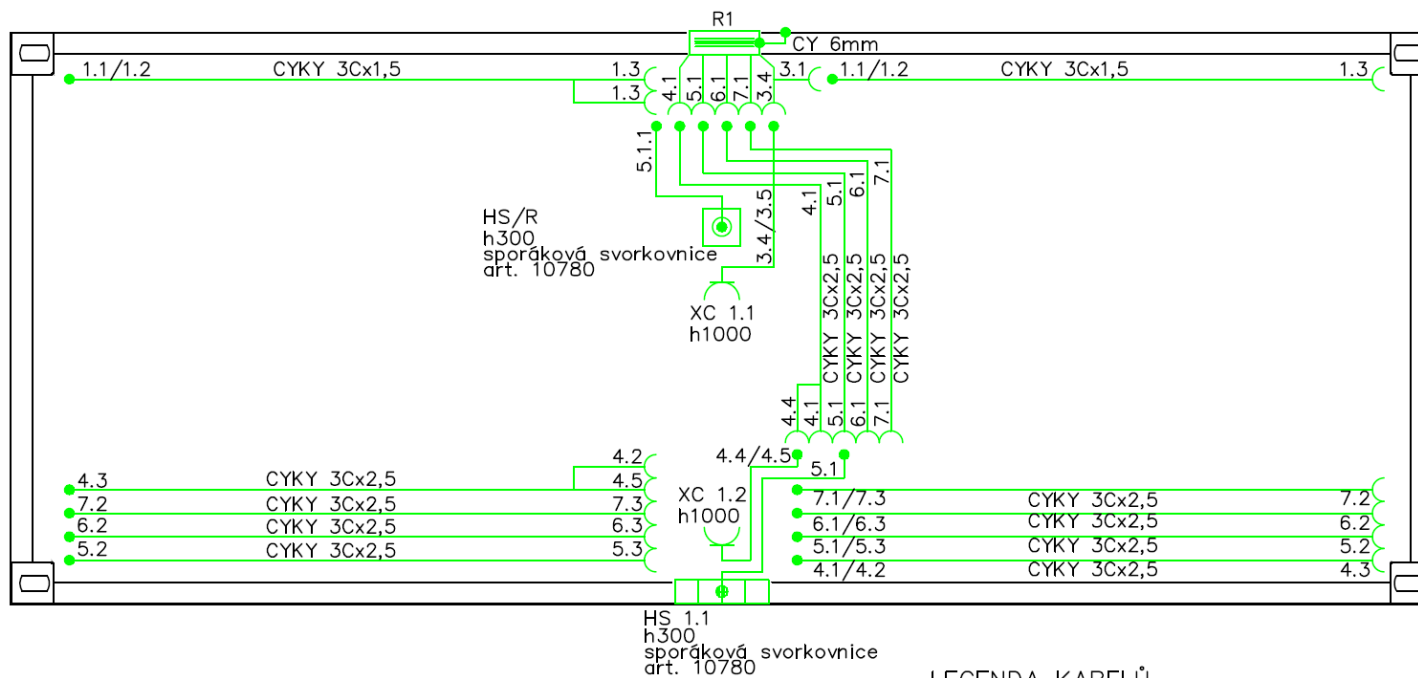 R1
CY 6mm
1.1/1.2 CYKY 3Cx1,5 1.3
1.3
4.1
5.1
6.1
7.1
3.4
3.1
1.1/1.2 CYKY 3Cx1,5 1.3
5.1.1
3.4/3.5
4.1
5.1
6.1
7.1
HS/R
h300
sporáková svorkovnice
art. 10780
XC 1.1
h1000
CYKY 3Cx2,5
CYKY 3Cx2,5
CYKY 3Cx2,5
CYKY 3Cx2,5
4.4
4.1
5.1
6.1
7.1
4.4/4.5
5.1
4.2
4.3 CYKY 3Cx2,5 4.5
7.2 CYKY 3Cx2,5 7.3
6.2 CYKY 3Cx2,5 6.3
5.2 CYKY 3Cx2,5 5.3
XC 1.2
h1000
7.1/7.3 CYKY 3Cx2,5 7.2
6.1/6.3 CYKY 3Cx2,5 6.2
5.1/5.3 CYKY 3Cx2,5 5.2
4.1/4.2 CYKY 3Cx2,5 4.3
HS 1.1
h300
sporáková svorkovnice
art. 10780
LEGENDA KABELŮ